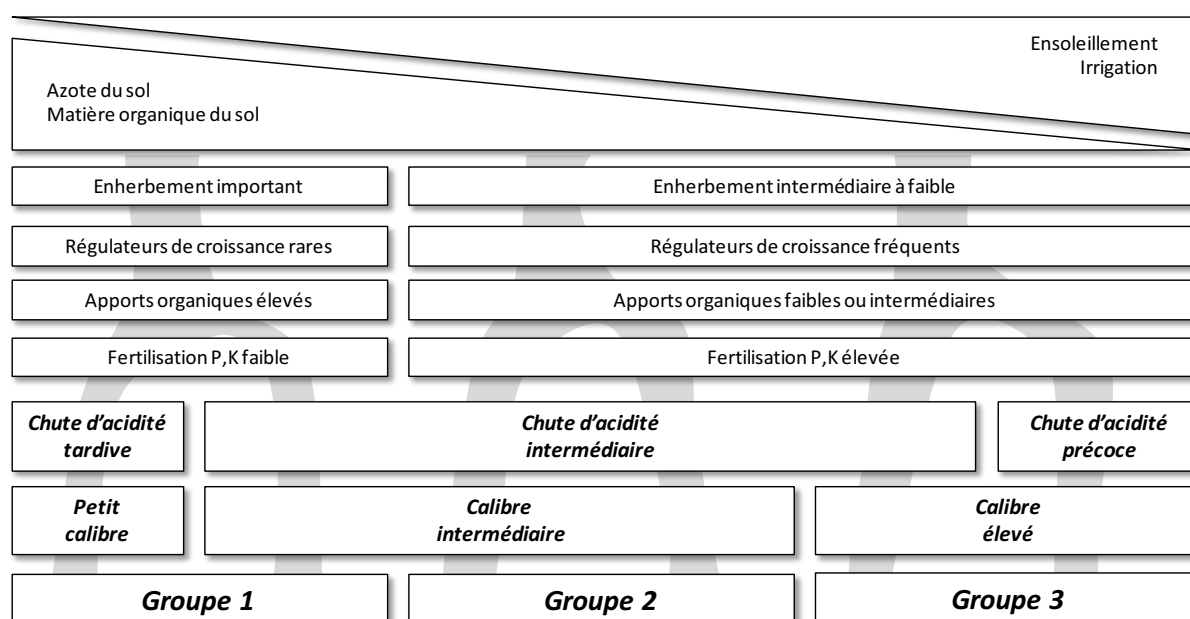 Ensoleillement
Irrigation
Azote du sol
Matière organique du sol
Enherbement important
Enherbement intermédiaire à faible
Régulateurs de croissance rares
Régulateurs de croissance fréquents
Apports organiques élevés
Apports organiques faibles ou intermédiaires
Fertilisation P,K faible
Fertilisation P,K élevée
Chute d’acidité
tardive
Chute d’acidité
intermédiaire
Chute d’acidité
précoce
Petit
calibre
Calibre
intermédiaire
Calibre
élevé
Groupe 1
Groupe 2
Groupe 3